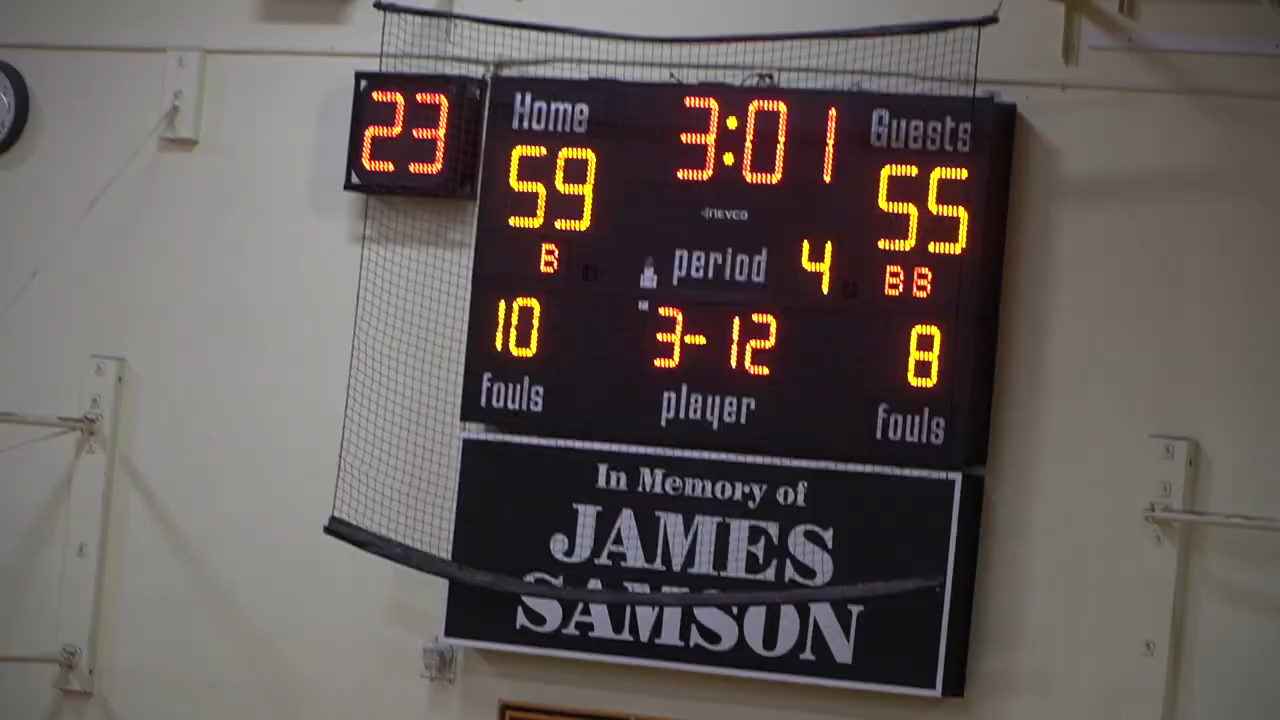 23
Home 3:01 Guests
59 55
NEVCO
B period 4 BB
10 3-12 8
fouls player fouls
In Memory of
JAMES
SAMSON